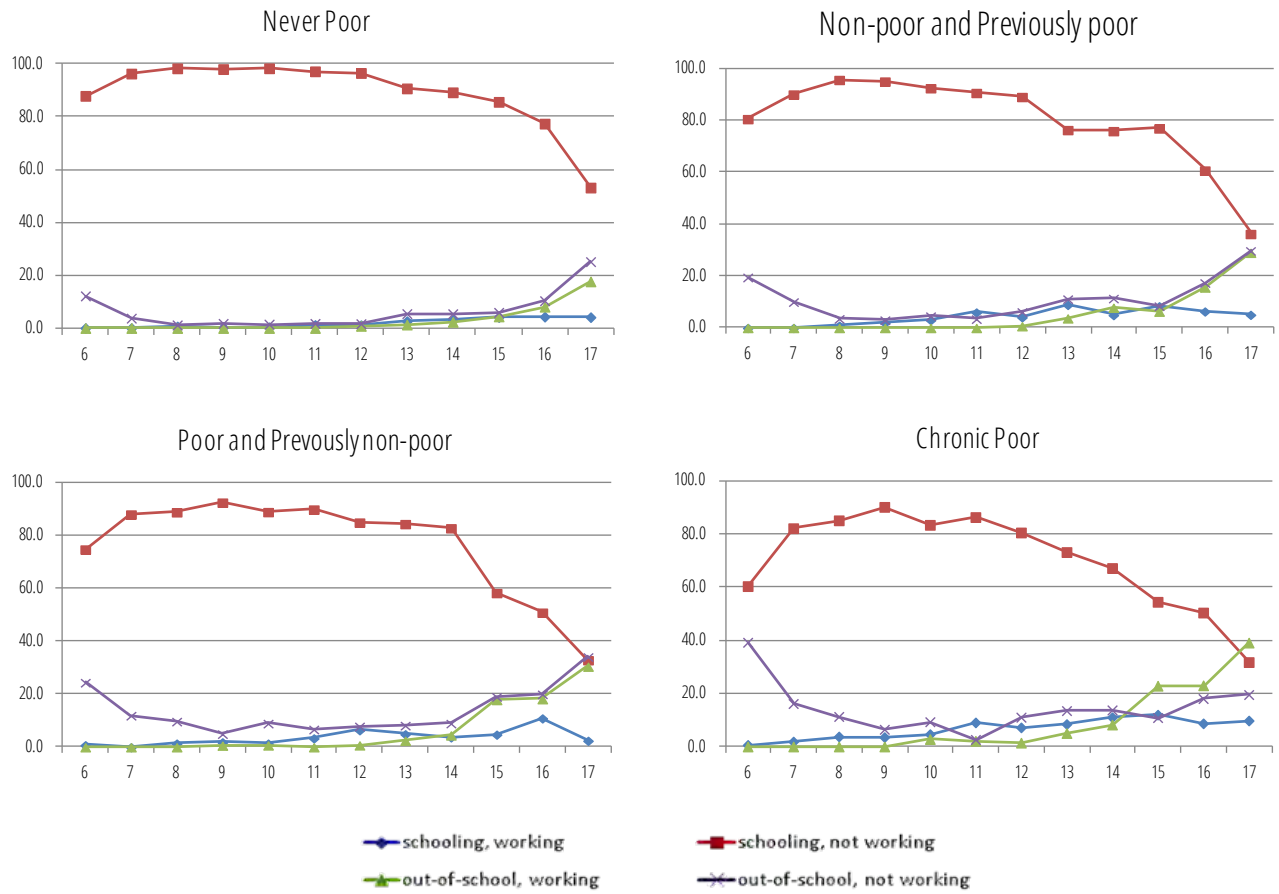 Never Poor
100.0
80.0
60.0
40.0
20.0
0.0
6 7 8 9 10 11 12 13 14 15 16 17
Non-poor and Previously poor
100.0
80.0
60.0
40.0
20.0
0.0
6 7 8 9 10 11 12 13 14 15 16 17
Poor and Prevously non-poor
100.0
80.0
60.0
40.0
20.0
0.0
6 7 8 9 10 11 12 13 14 15 16 17
Chronic Poor
100.0
80.0
60.0
40.0
20.0
0.0
6 7 8 9 10 11 12 13 14 15 16 17
schooling, working
schooling, not working
out-of-school, working
out-of-school, not working